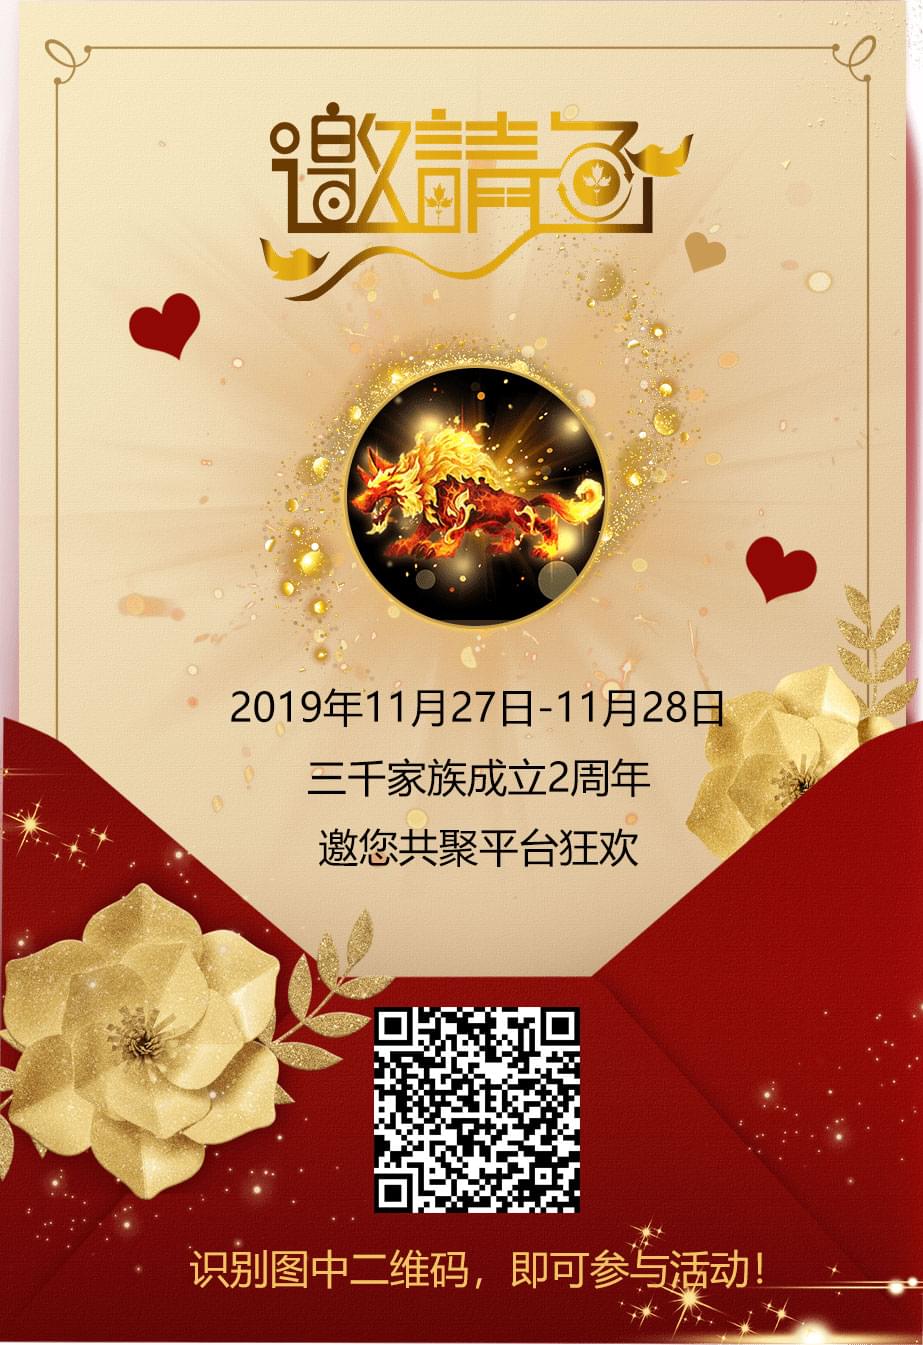 邀請函
2019年11月27日-11月28日
三千家族成立2周年
邀您共聚平台狂欢
识别图中二维码，即可参与活动！